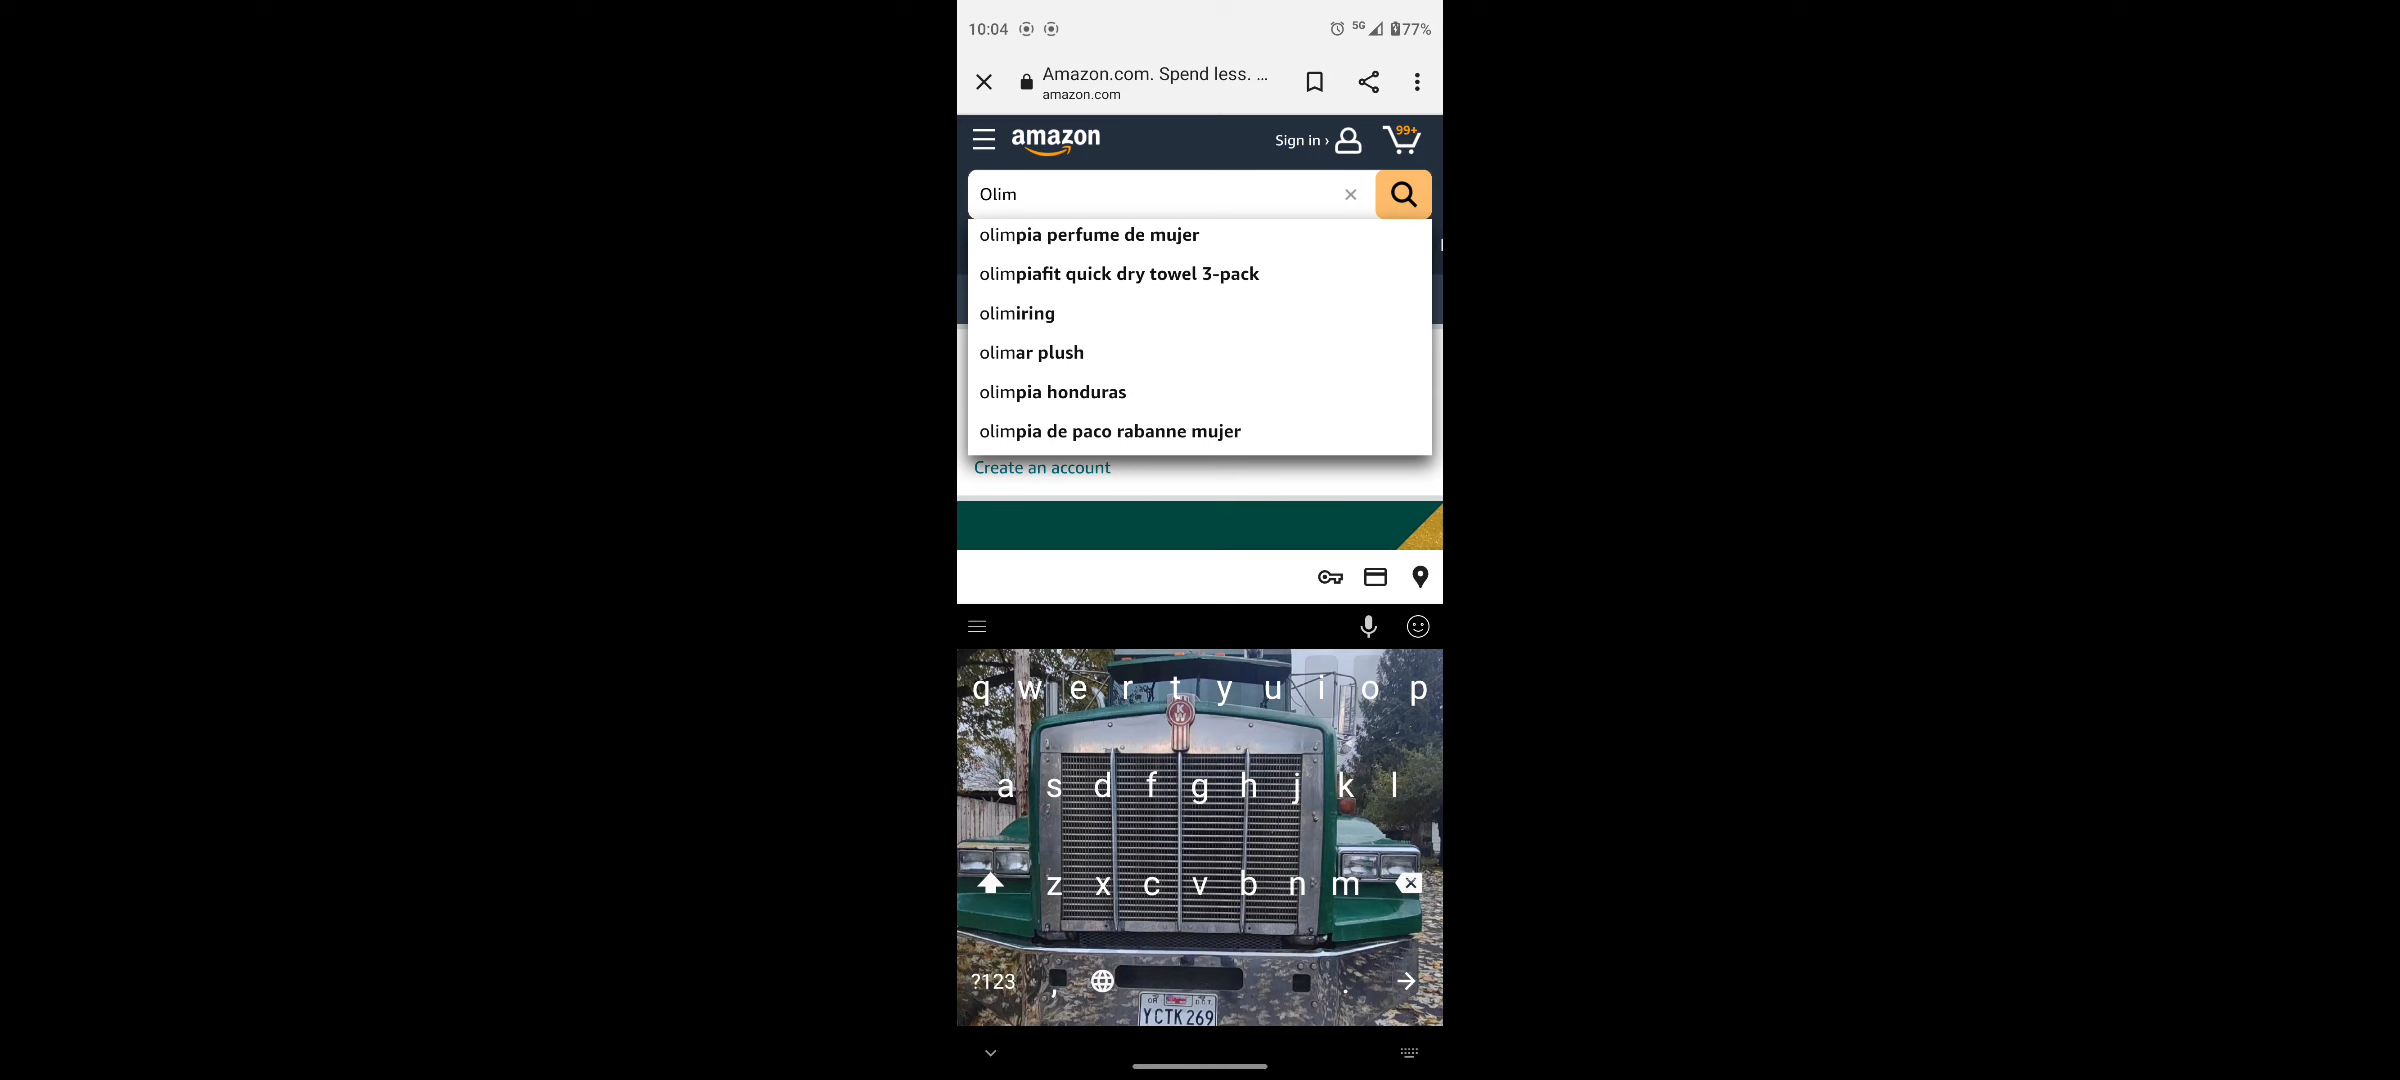 10:04 5G 77%
Amazon.com. Spend less. ...
amazon.com
amazon Sign in › 99+
Olim
olimpia perfume de mujer
olimpiafit quick dry towel 3-pack
olimiring
olimar plush
olimpia honduras
olimpia de paco rabanne mujer
Create an account
q w e r t y u i o p
KW
a s d f g h j k l
z x c v b n m
?123 , .
YCTK 269